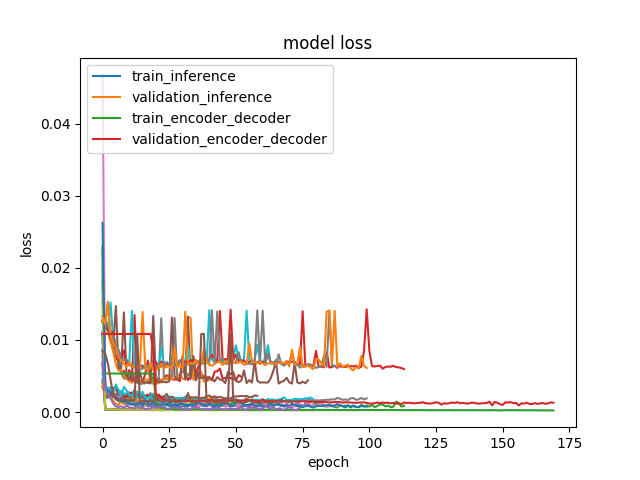 model loss
train_inference
validation_inference
train_encoder_decoder
validation_encoder_decoder
0.04
0.03
0.02
0.01
0.00
loss
0 25 50 75 100 125 150 175
epoch